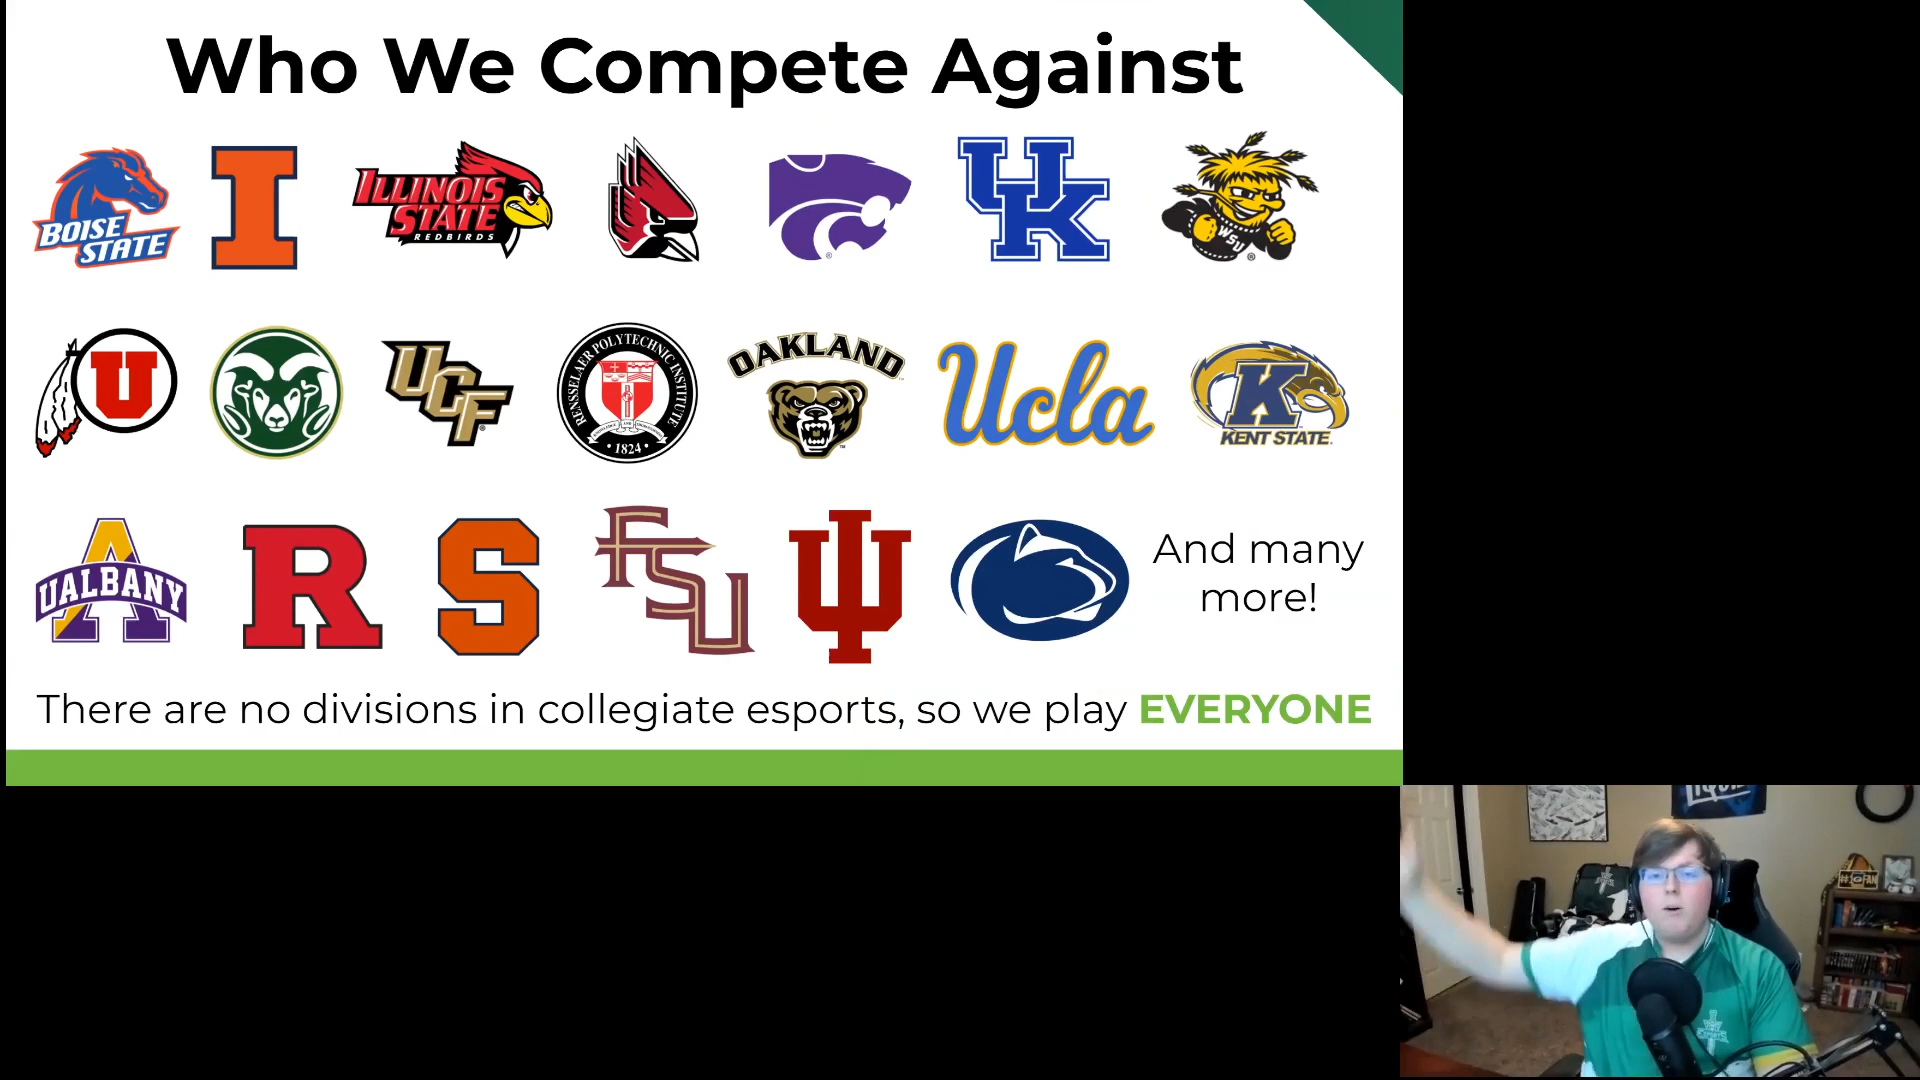 Who We Compete Against
BOISE
STATE
I
ILLINOIS
STATE
REDBIRDS
UK
WSU
U
UCF
RENSSELAER POLYTECHNIC INSTITUTE
1824
OAKLAND
Ucla
K
KENT STATE
A
UALBANY
R
S
FSU
IU
And many
more!
There are no divisions in collegiate esports, so we play EVERYONE